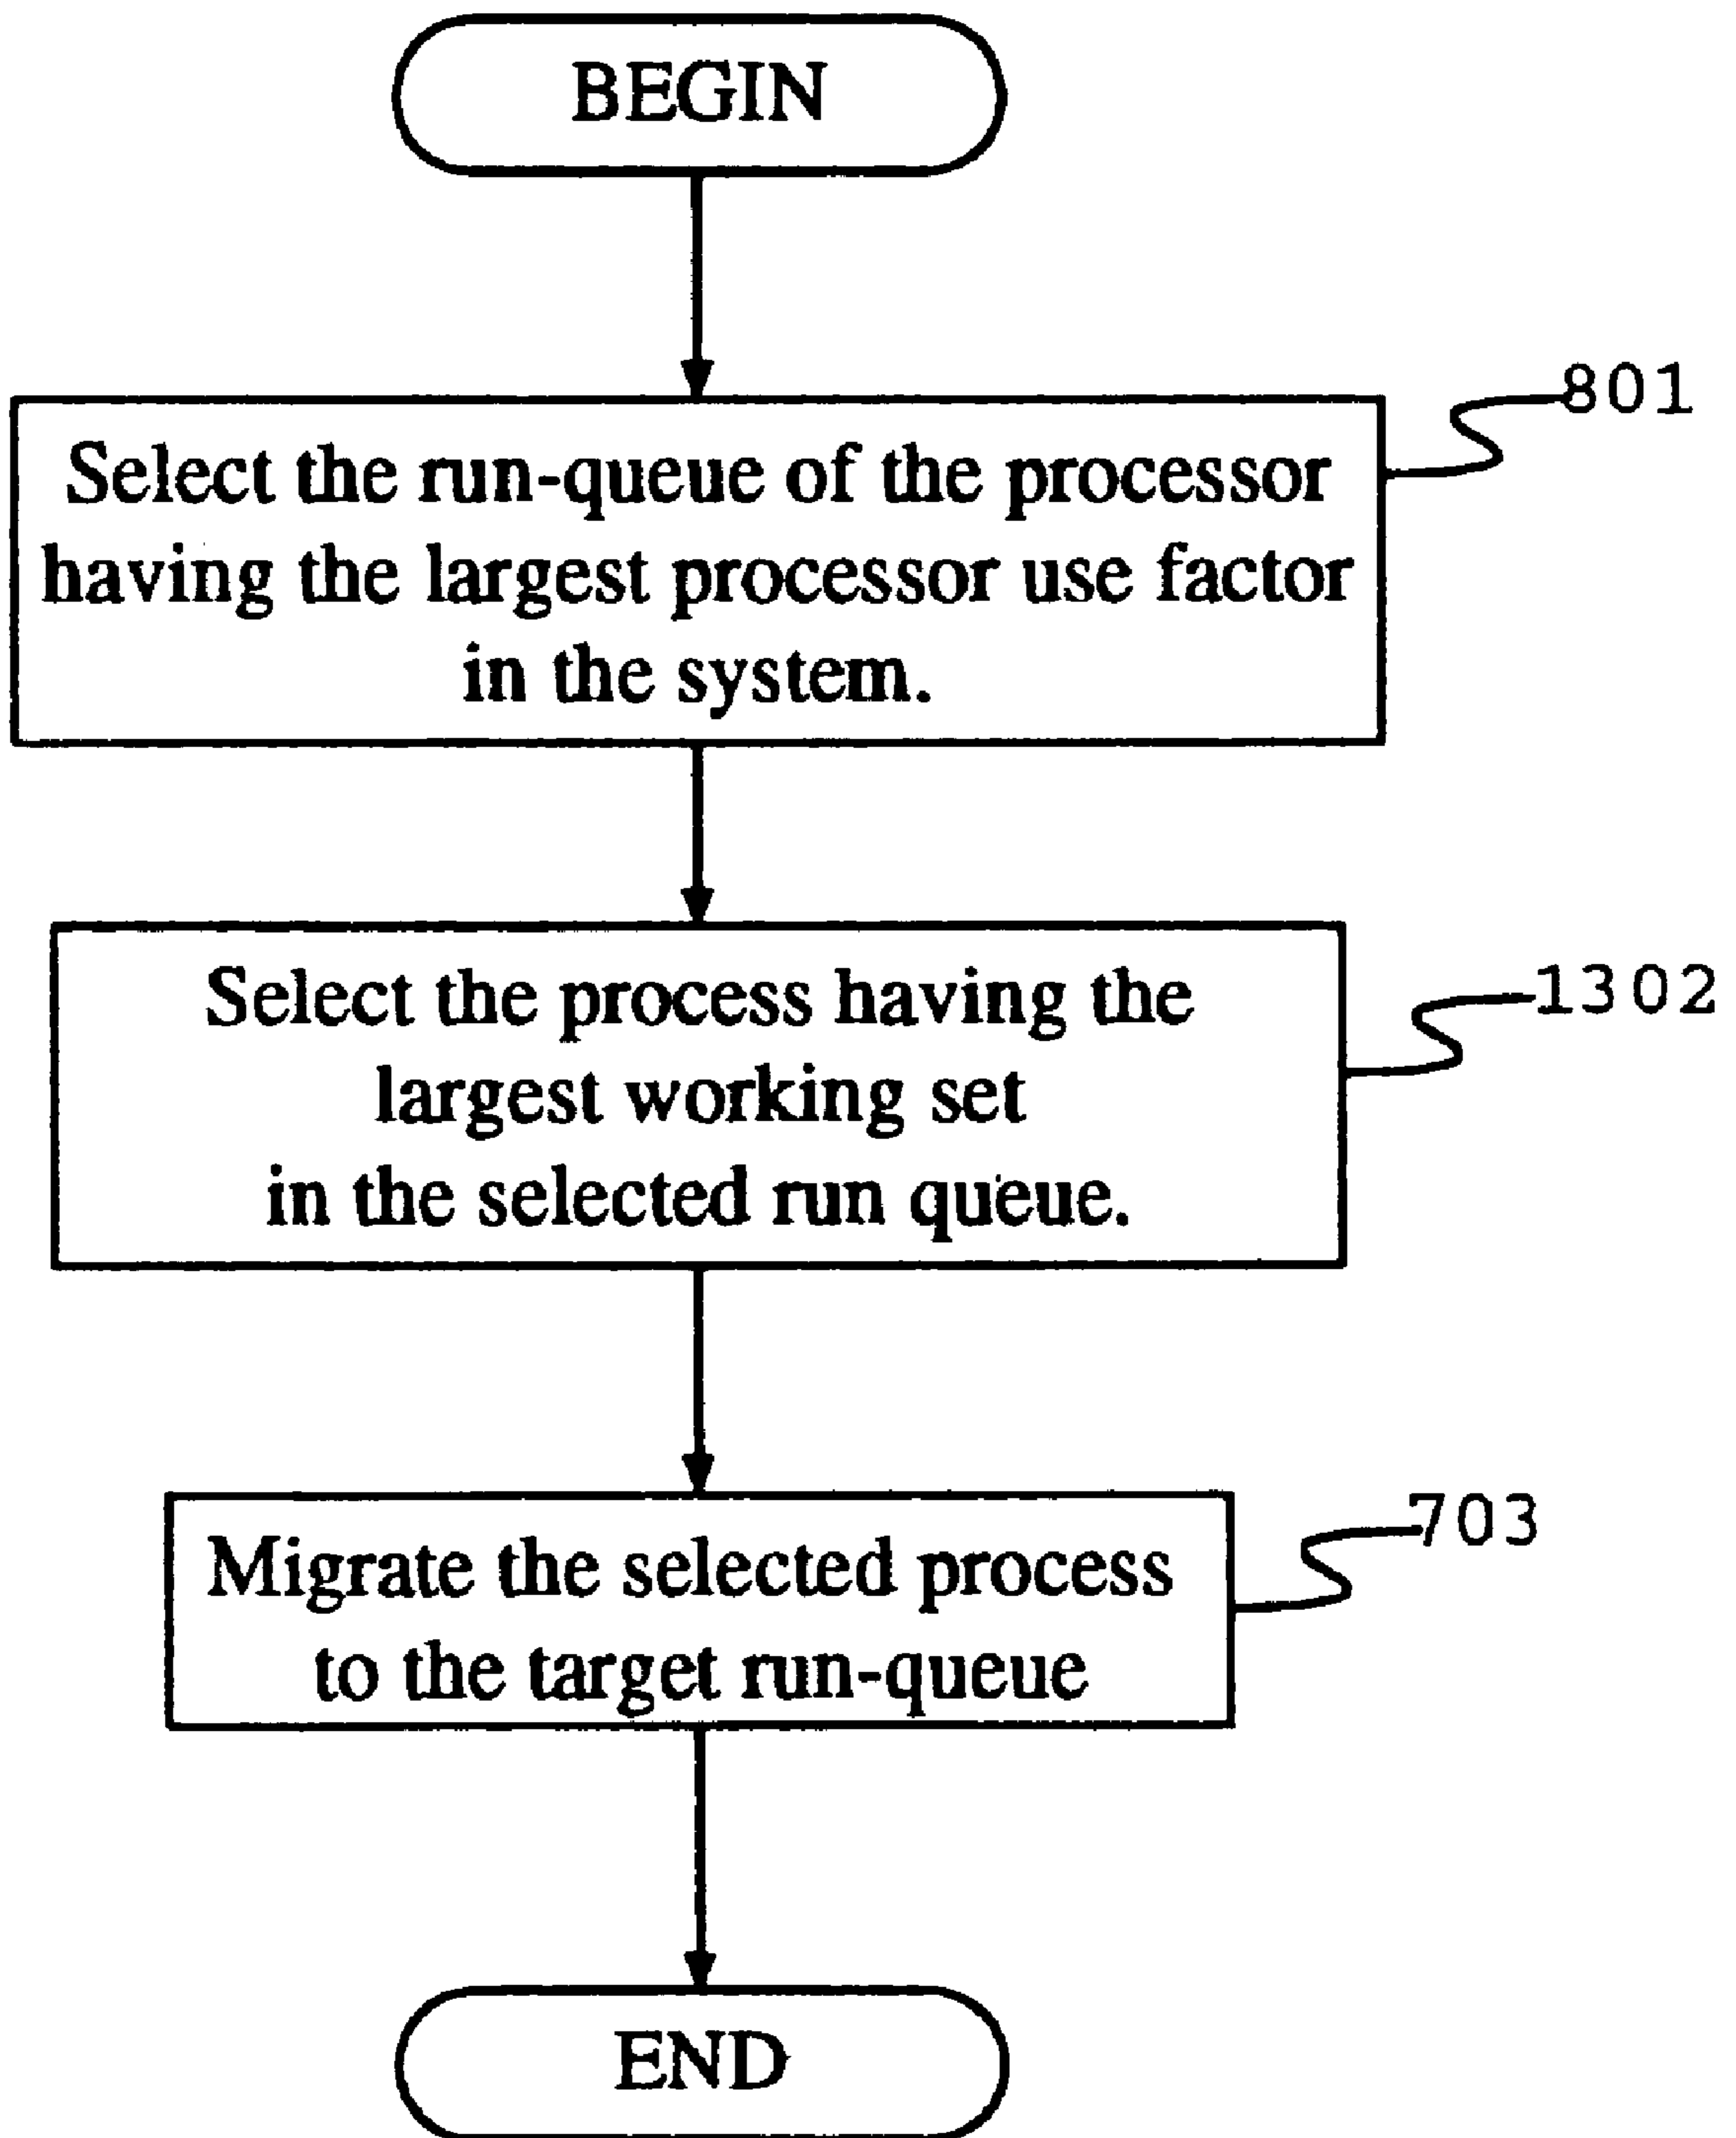 BEGIN
801
Select the run-queue of the processor
having the largest processor use factor
in the system.
1302
Select the process having the
largest working set
in the selected run queue.
703
Migrate the selected process
to the target run-queue
END